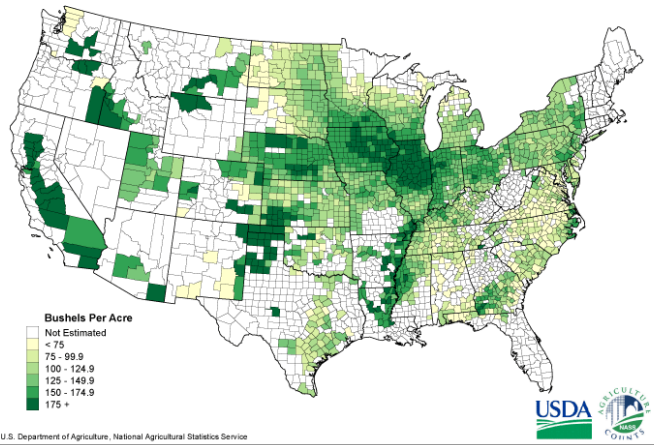 Bushels Per Acre
Not Estimated
< 75
75 - 99.9
100 - 124.9
125 - 149.9
150 - 174.9
175 +
U.S. Department of Agriculture, National Agricultural Statistics Service
USDA
AGRICULTURE
NASS
COUNTS